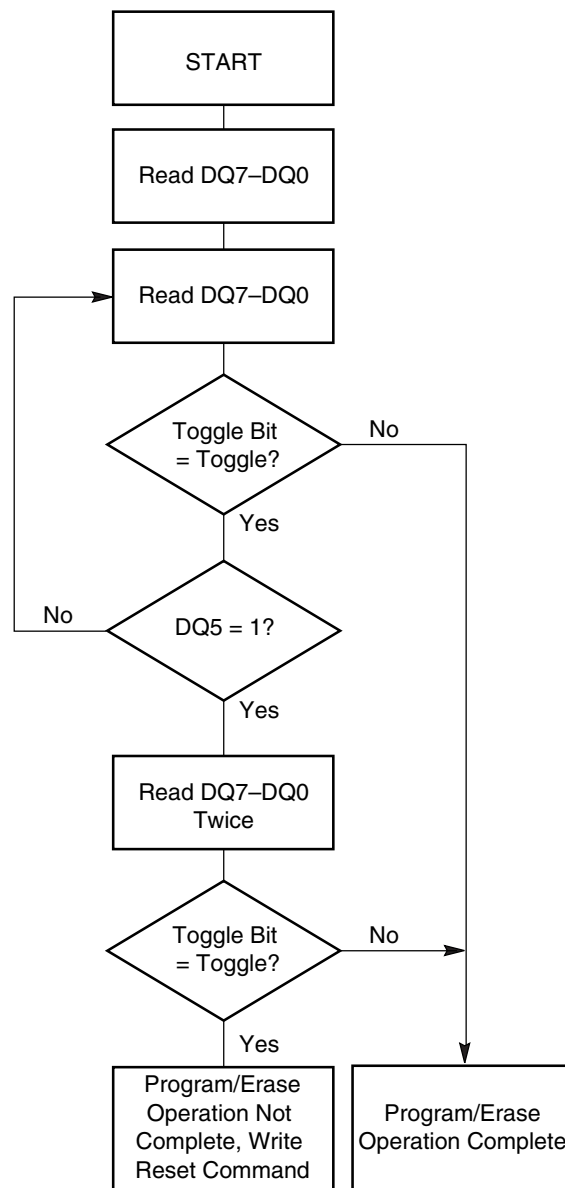 START
Read DQ7–DQ0
Read DQ7–DQ0
Toggle Bit
= Toggle?
No
Yes
No
DQ5 = 1?
Yes
Read DQ7–DQ0
Twice
Toggle Bit
= Toggle?
No
Yes
Program/Erase
Operation Not
Complete, Write
Reset Command
Program/Erase
Operation Complete